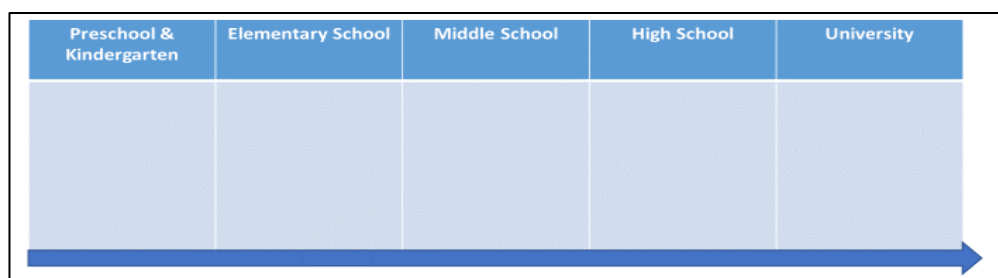 Preschool & Kindergarten
Elementary School
Middle School
High School
University